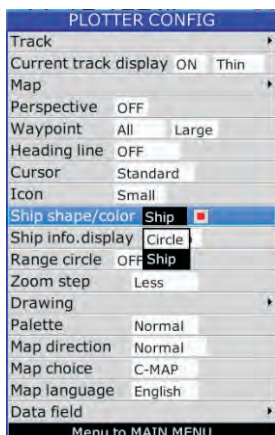 PLOTTER CONFIG
Track
Current track display ON Thin
Map
Perspective OFF
Waypoint All Large
Heading line OFF
Cursor Standard
Icon Small
Ship shape/color Ship
Ship info.display Circle
Range circle OFF Ship
Zoom step Less
Drawing
Palette Normal
Map direction Normal
Map choice C-MAP
Map language English
Data field
Menu to MAIN MENU